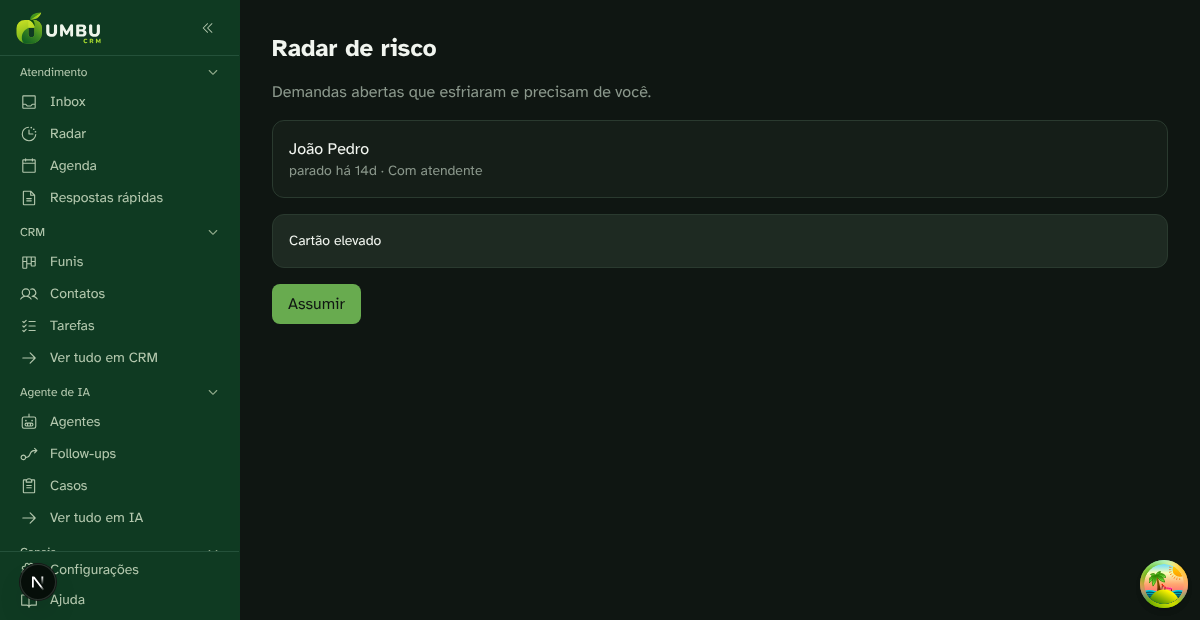 UMBU
CRM
Atendimento
Inbox
Radar
Agenda
Respostas rápidas
CRM
Funis
Contatos
Tarefas
Ver tudo em CRM
Agente de IA
Agentes
Follow-ups
Casos
Ver tudo em IA
Configurações
N
Ajuda
Radar de risco
Demandas abertas que esfriaram e precisam de você.
João Pedro
parado há 14d · Com atendente
Cartão elevado
Assumir